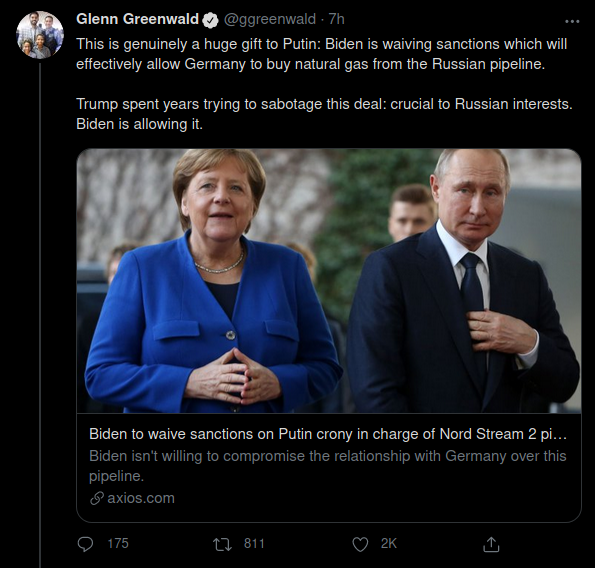 Glenn Greenwald @ggreenwald · 7h
This is genuinely a huge gift to Putin: Biden is waiving sanctions which will
effectively allow Germany to buy natural gas from the Russian pipeline.
Trump spent years trying to sabotage this deal: crucial to Russian interests.
Biden is allowing it.
Biden to waive sanctions on Putin crony in charge of Nord Stream 2 pi...
Biden isn't willing to compromise the relationship with Germany over this
pipeline.
axios.com
175 811 2K